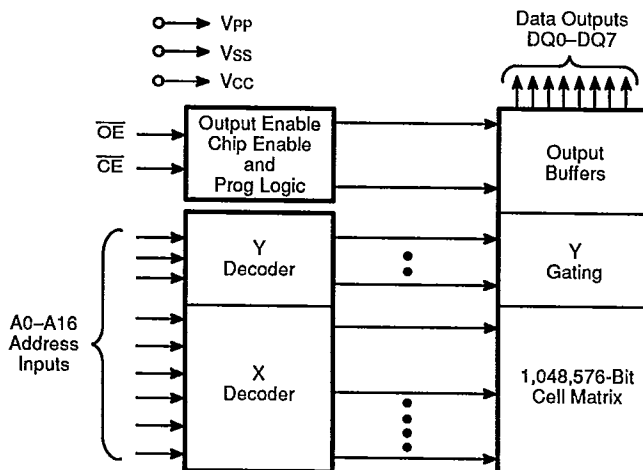 VPP
VSS
VCC
Data Outputs
DQ0–DQ7
OE
CE
Output Enable
Chip Enable
and
Prog Logic
Output
Buffers
Y
Decoder
Y
Gating
A0–A16
Address
Inputs
X
Decoder
1,048,576-Bit
Cell Matrix